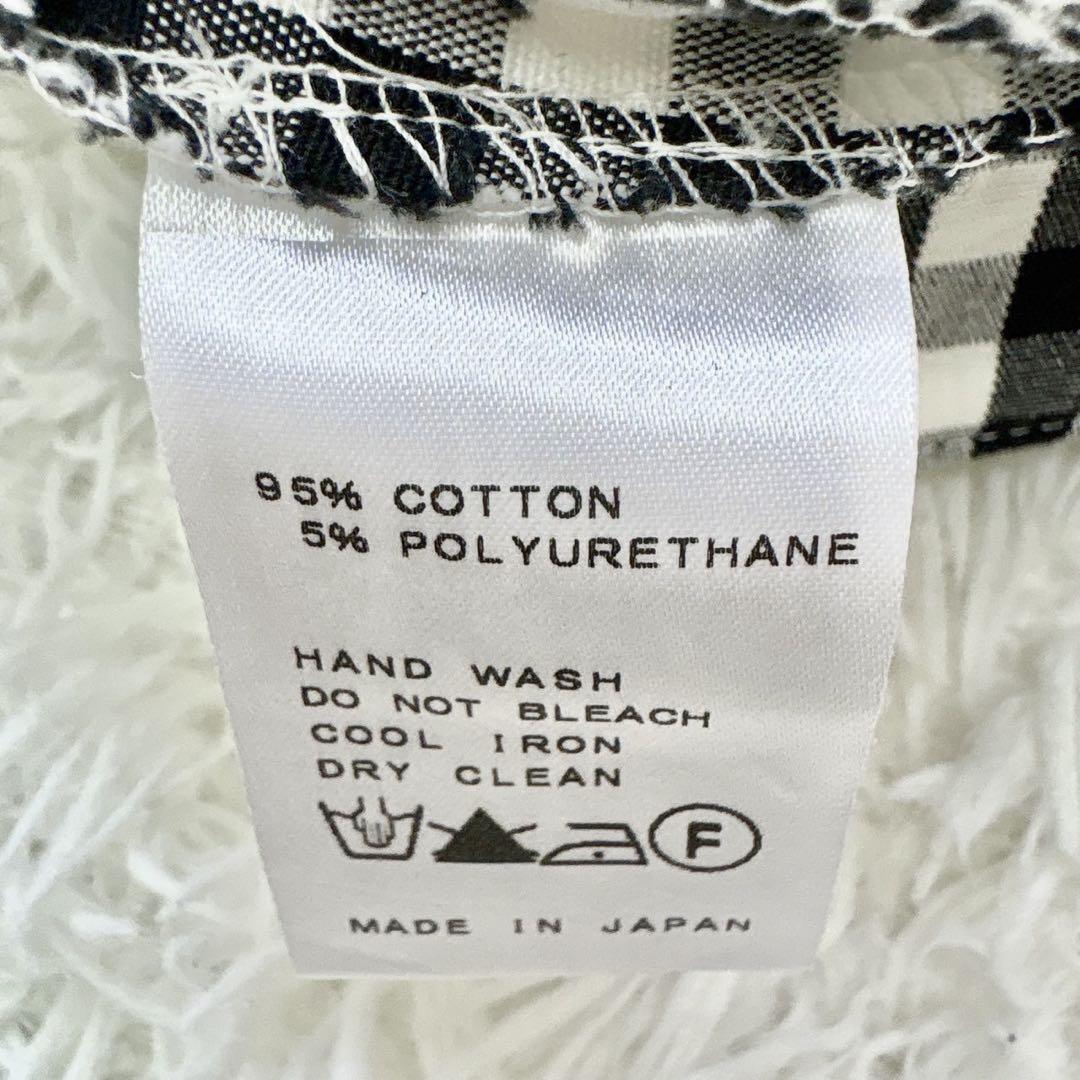 95% COTTON
5% POLYURETHANE
HAND WASH
DO NOT BLEACH
COOL IRON
DRY CLEAN
F
MADE IN JAPAN